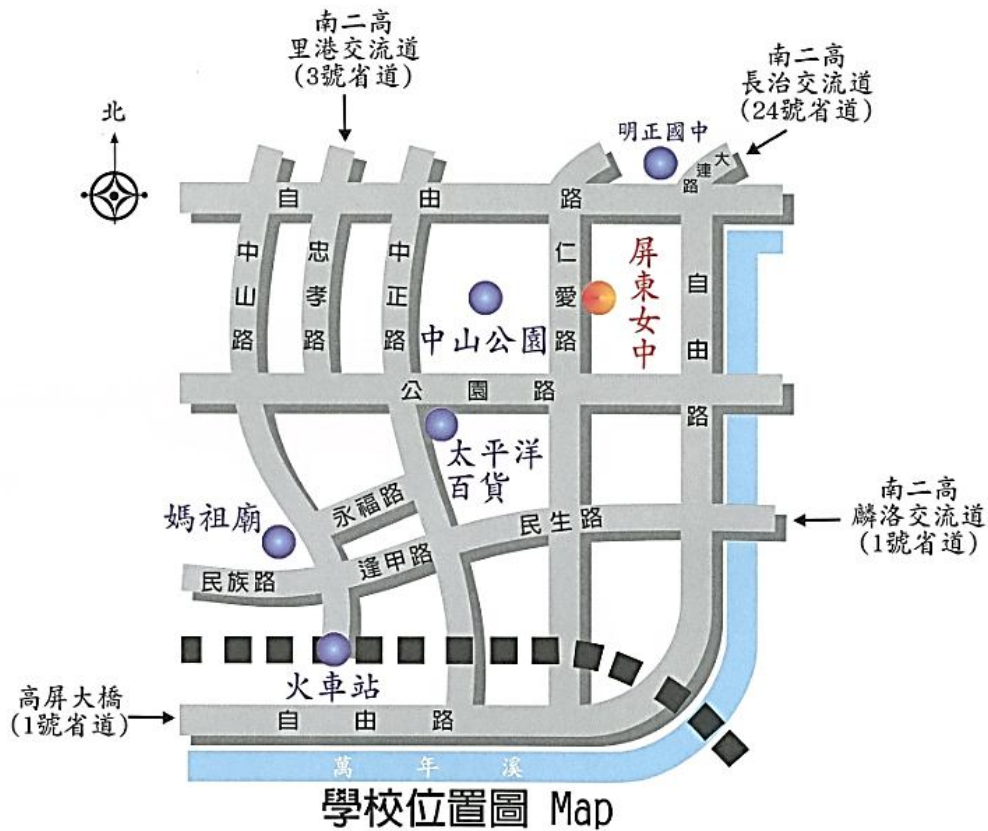 南二高
里港交流道
(3號省道)
南二高
長治交流道
(24號省道)
北
明正國中
大連路
自由路
中山路
忠孝路
中正路
仁愛路
屏東女中
自由路
中山公園
公園路
太平洋
百貨
永福路
媽祖廟
民生路
南二高
麟洛交流道
(1號省道)
逢甲路
民族路
火車站
高屏大橋
(1號省道)
自由路
萬年溪
學校位置圖 Map